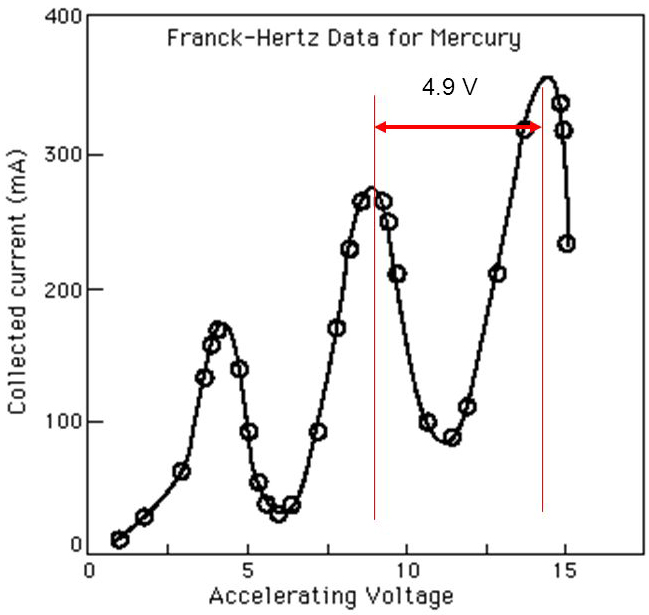 Franck-Hertz Data for Mercury
4.9 V
Collected current (mA)
400
300
200
100
0
0 5 10 15
Accelerating Voltage